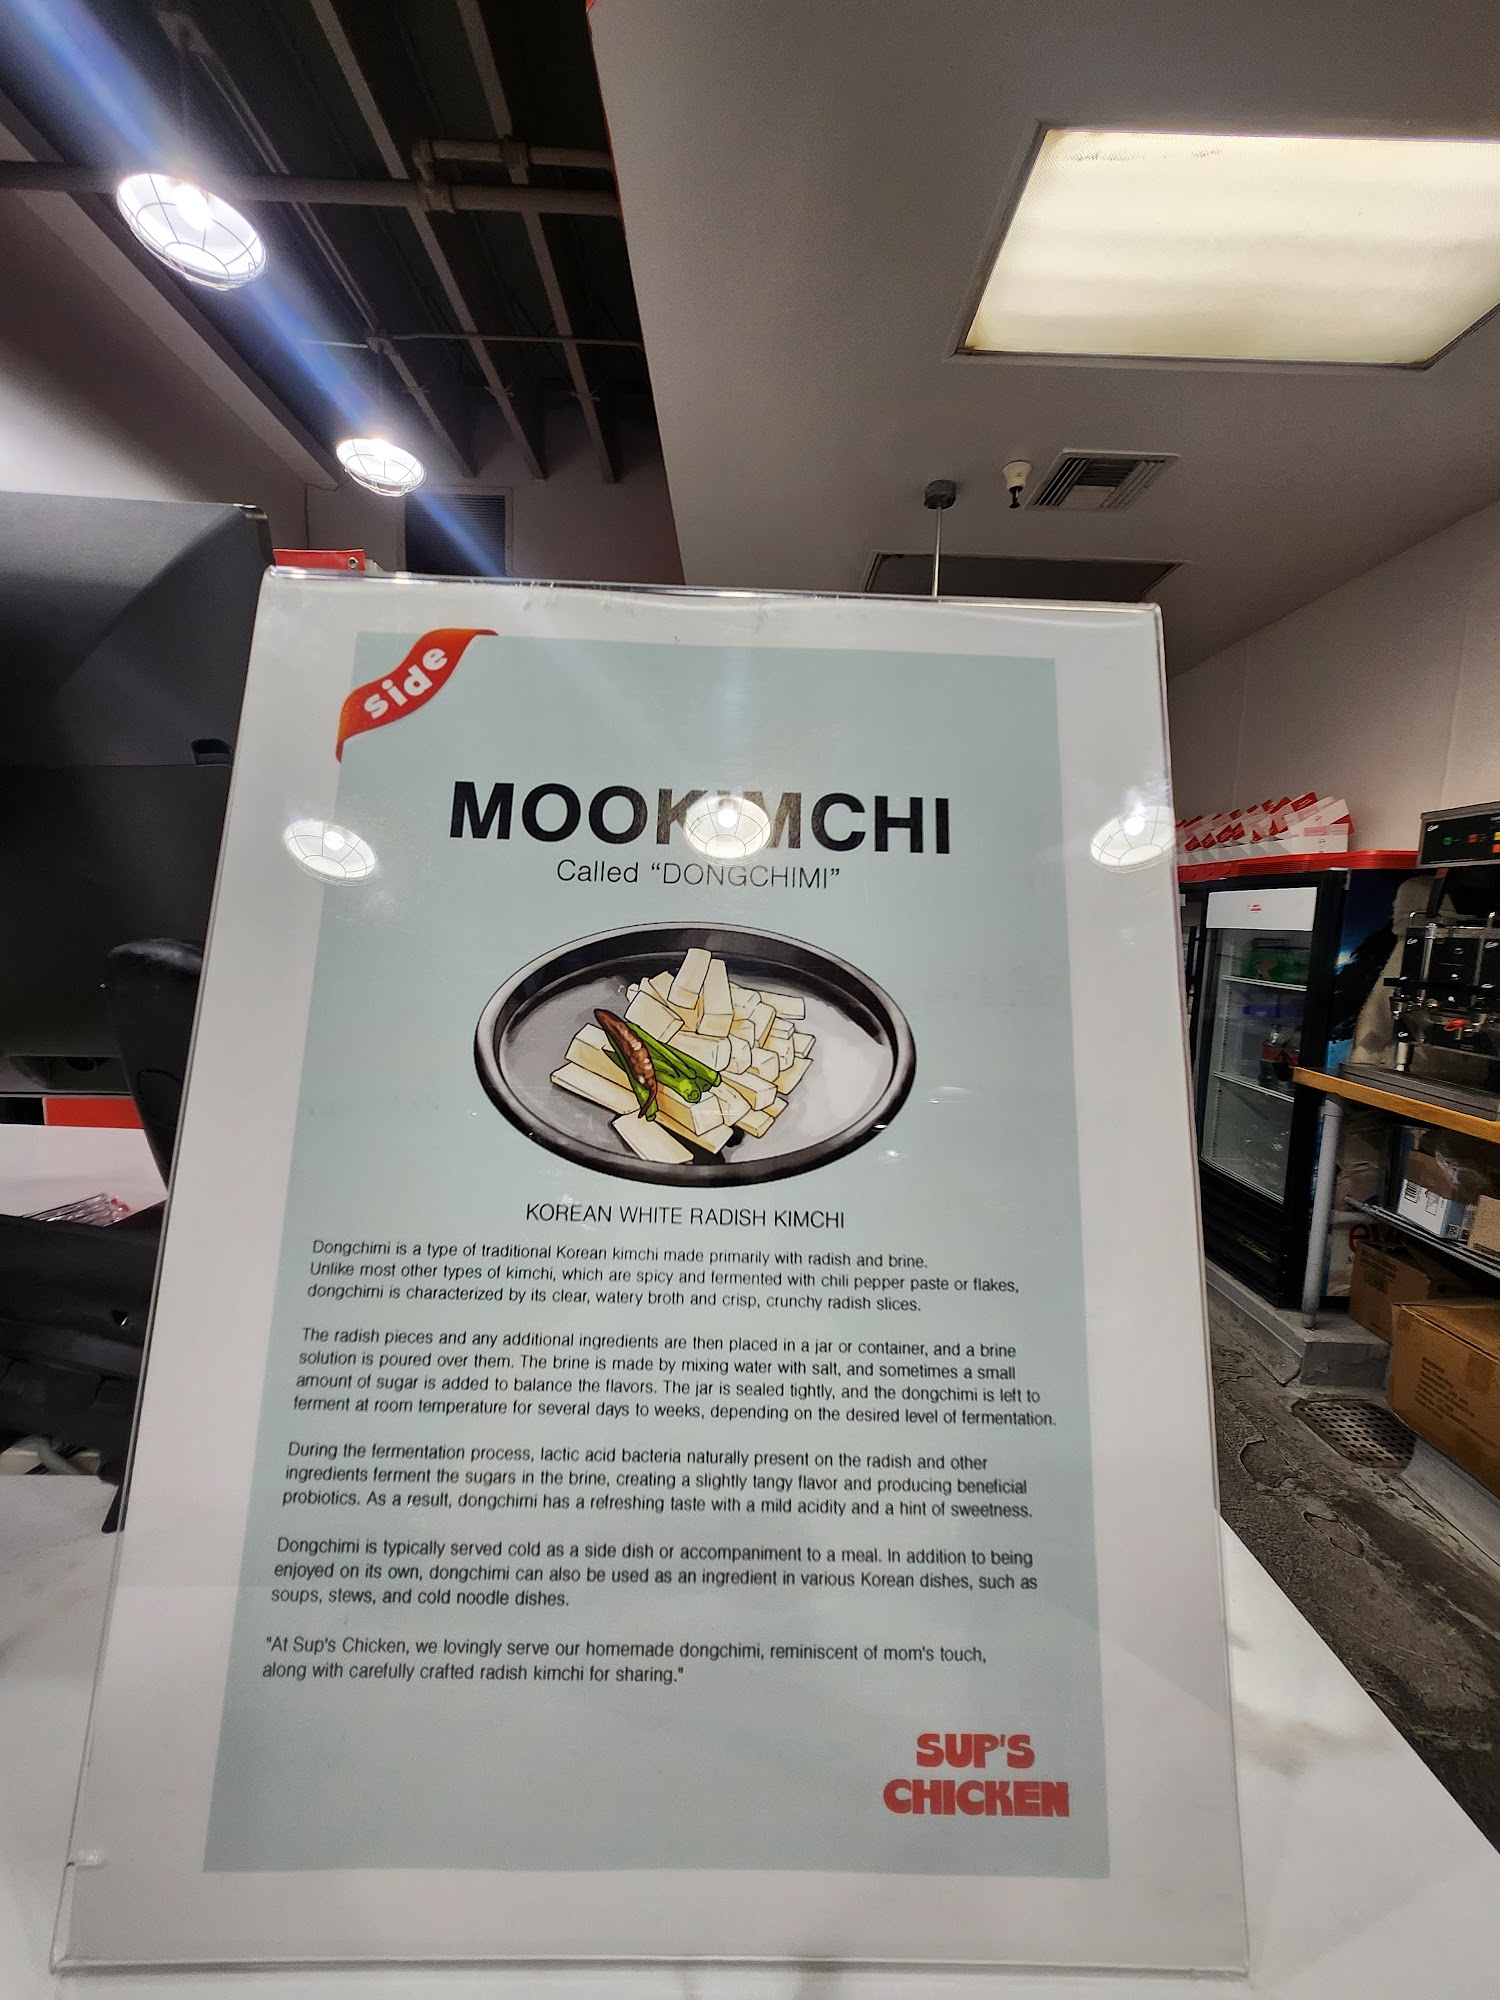 side
MOOKIMCHI
Called “DONGCHIMI”
KOREAN WHITE RADISH KIMCHI
Dongchimi is a type of traditional Korean kimchi made primarily with radish and brine.
Unlike most other types of kimchi, which are spicy and fermented with chili pepper paste or flakes,
dongchimi is characterized by its clear, watery broth and crisp, crunchy radish slices.
The radish pieces and any additional ingredients are then placed in a jar or container, and a brine
solution is poured over them. The brine is made by mixing water with salt, and sometimes a small
amount of sugar is added to balance the flavors. The jar is sealed tightly, and the dongchimi is left to
ferment at room temperature for several days to weeks, depending on the desired level of fermentation.
During the fermentation process, lactic acid bacteria naturally present on the radish and other
ingredients ferment the sugars in the brine, creating a slightly tangy flavor and producing beneficial
probiotics. As a result, dongchimi has a refreshing taste with a mild acidity and a hint of sweetness.
Dongchimi is typically served cold as a side dish or accompaniment to a meal. In addition to being
enjoyed on its own, dongchimi can also be used as an ingredient in various Korean dishes, such as
soups, stews, and cold noodle dishes.
"At Sup's Chicken, we lovingly serve our homemade dongchimi, reminiscent of mom's touch,
along with carefully crafted radish kimchi for sharing."
SUP'S
CHICKEN